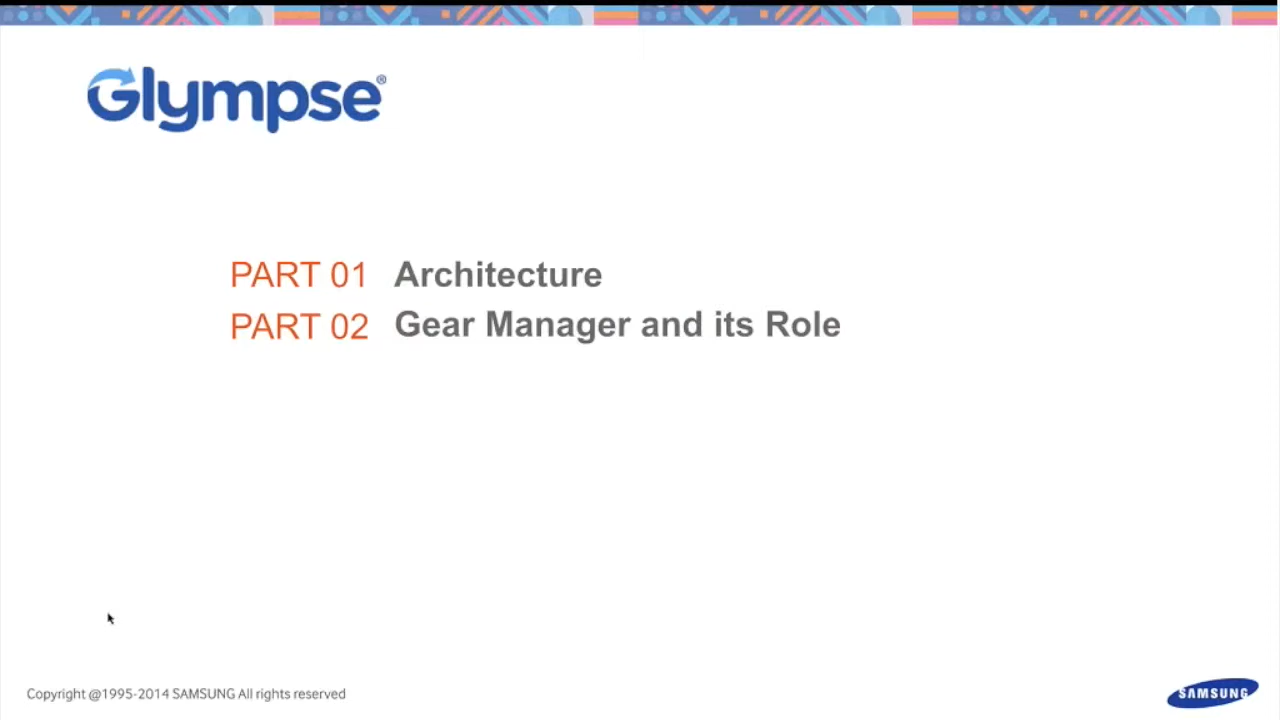 Glympse®
PART 01 Architecture
PART 02 Gear Manager and its Role
Copyright @1995-2014 SAMSUNG All rights reserved
SAMSUNG